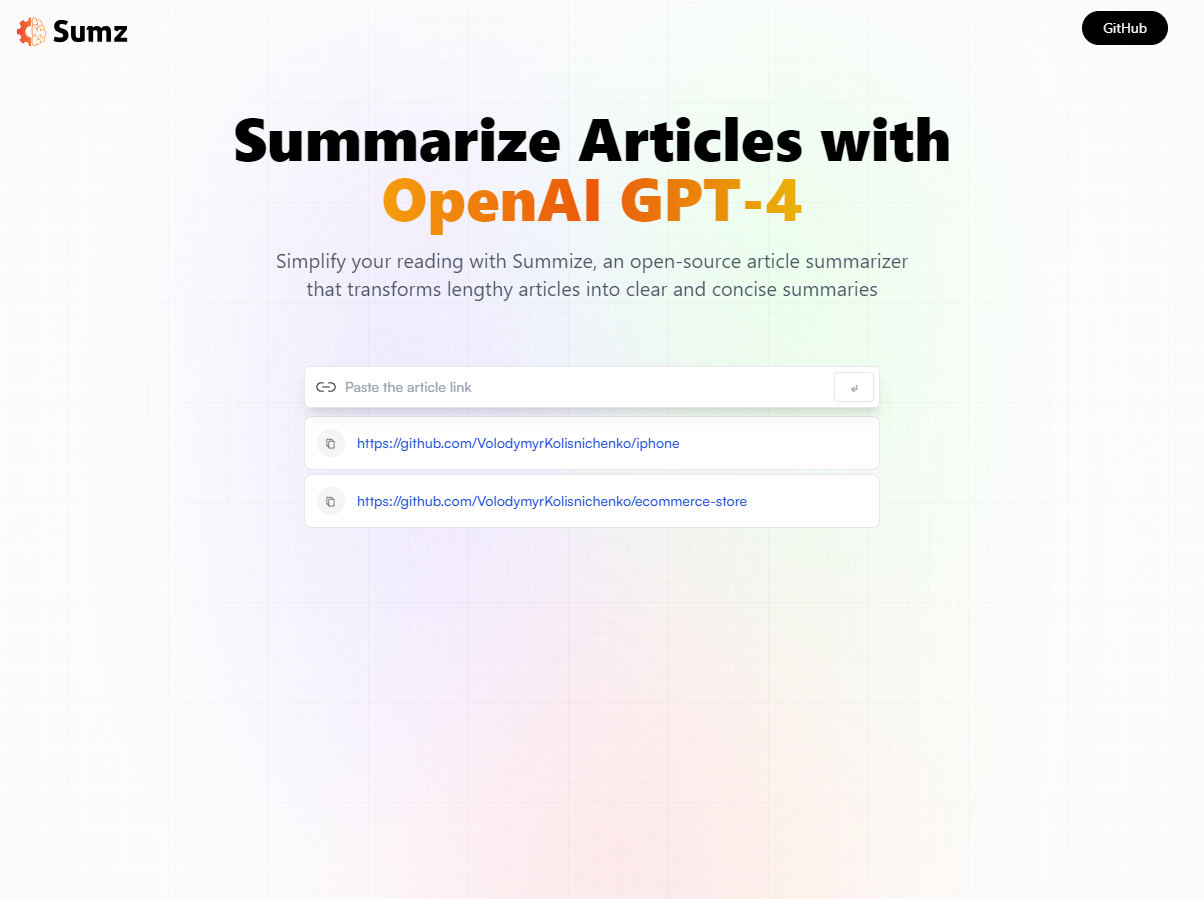 Sumz
GitHub
Summarize Articles with
OpenAI GPT-4
Simplify your reading with Summize, an open-source article summarizer
that transforms lengthy articles into clear and concise summaries
Paste the article link
https://github.com/VolodymyrKolisnichenko/iphone
https://github.com/VolodymyrKolisnichenko/ecommerce-store